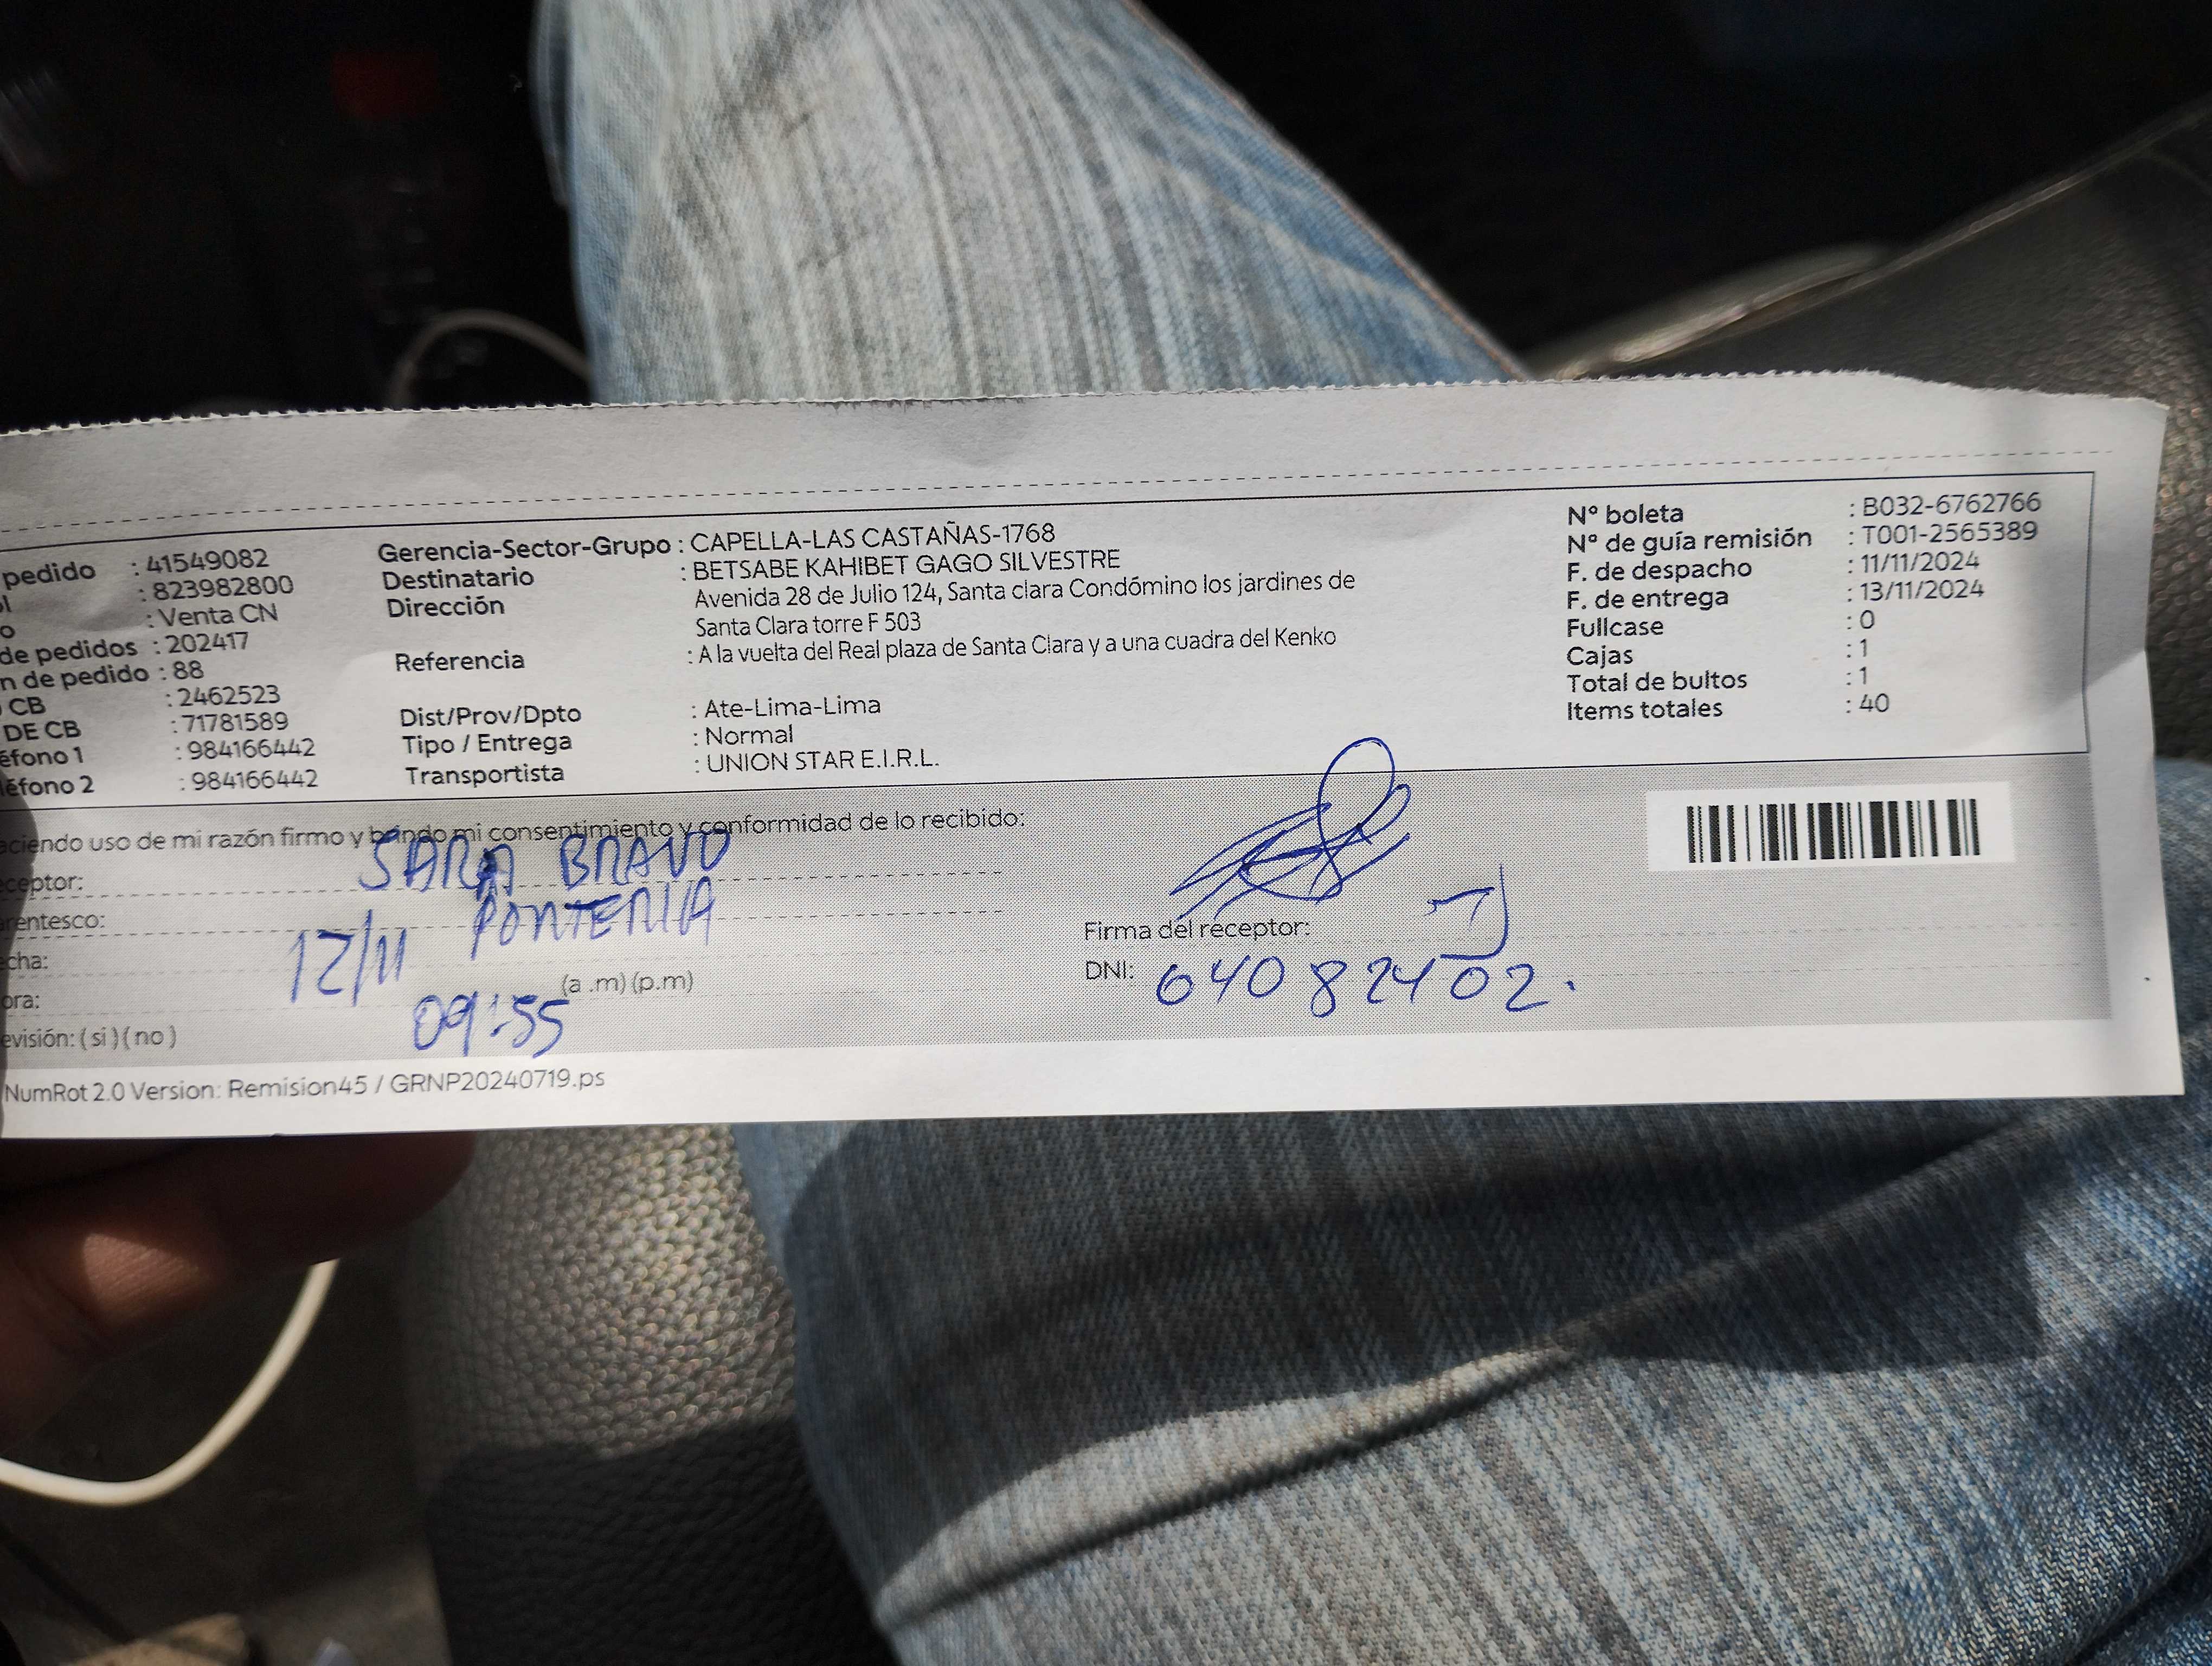 pedido : 41549082
: 823982800
o : Venta CN
de pedidos : 202417
n de pedido : 88
CB : 2462523
DE CB : 71781589
éfono 1 : 984166442
léfono 2 : 984166442
Gerencia-Sector-Grupo : CAPELLA-LAS CASTAÑAS-1768
Destinatario : BETSABE KAHIBET GAGO SILVESTRE
Dirección Avenida 28 de Julio 124, Santa clara Condómino los jardines de
Santa Clara torre F 503
Referencia : A la vuelta del Real plaza de Santa Clara y a una cuadra del Kenko
Dist/Prov/Dpto : Ate-Lima-Lima
Tipo / Entrega : Normal
Transportista : UNION STAR E.I.R.L.
Nº boleta : B032-6762766
Nº de guía remisión : T001-2565389
F. de despacho : 11/11/2024
F. de entrega : 13/11/2024
Fullcase : 0
Cajas : 1
Total de bultos : 1
Items totales : 40
aciendo uso de mi razón firmo y brindo mi consentimiento y conformidad de lo recibido:
eceptor: SARA BRAVO
arentesco: PORTERIA
echa: 12/11
ora: 09:55 (a .m) (p.m)
evisión: ( si ) ( no )
Firma del receptor:
DNI:
NumRot 2.0 Version: Remision45 / GRNP20240719.ps